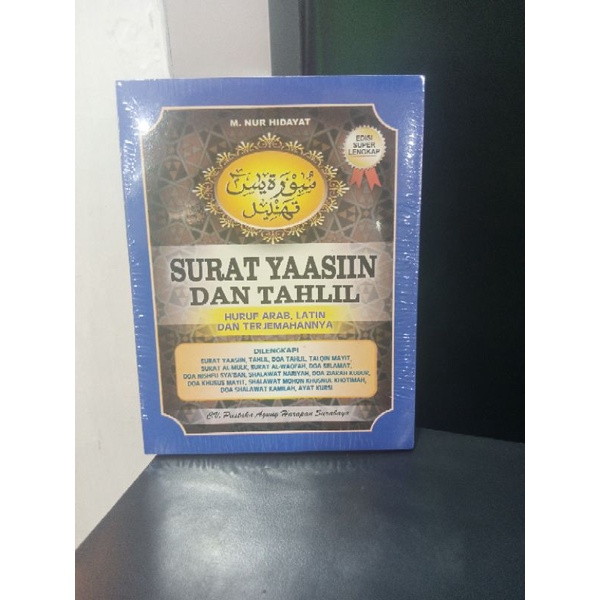 M. NUR HIDAYAT
EDISI
SUPER
LENGKAP
سورة يس
تهليل
SURAT YAASIIN
DAN TAHLIL
HURUF ARAB, LATIN
DAN TERJEMAHANNYA
DILENGKAPI
SURAT YAASIIN, TAHLIL, DOA TAHLIL, TALQIN MAYIT,
SURAT AL-MULK, SURAT AL-WAQI'AH, DOA SELAMAT,
DOA NISHFU SYA'BAN, SHALAWAT NARIYAH, DOA ZIARAH KUBUR,
DOA KHUSUS MAYIT, SHALAWAT MOHON KHUSNUL KHOTIMAH,
DOA SHALAWAT KAMILAH, AYAT KURSI
CV. Pustaka Agung Harapan Surabaya